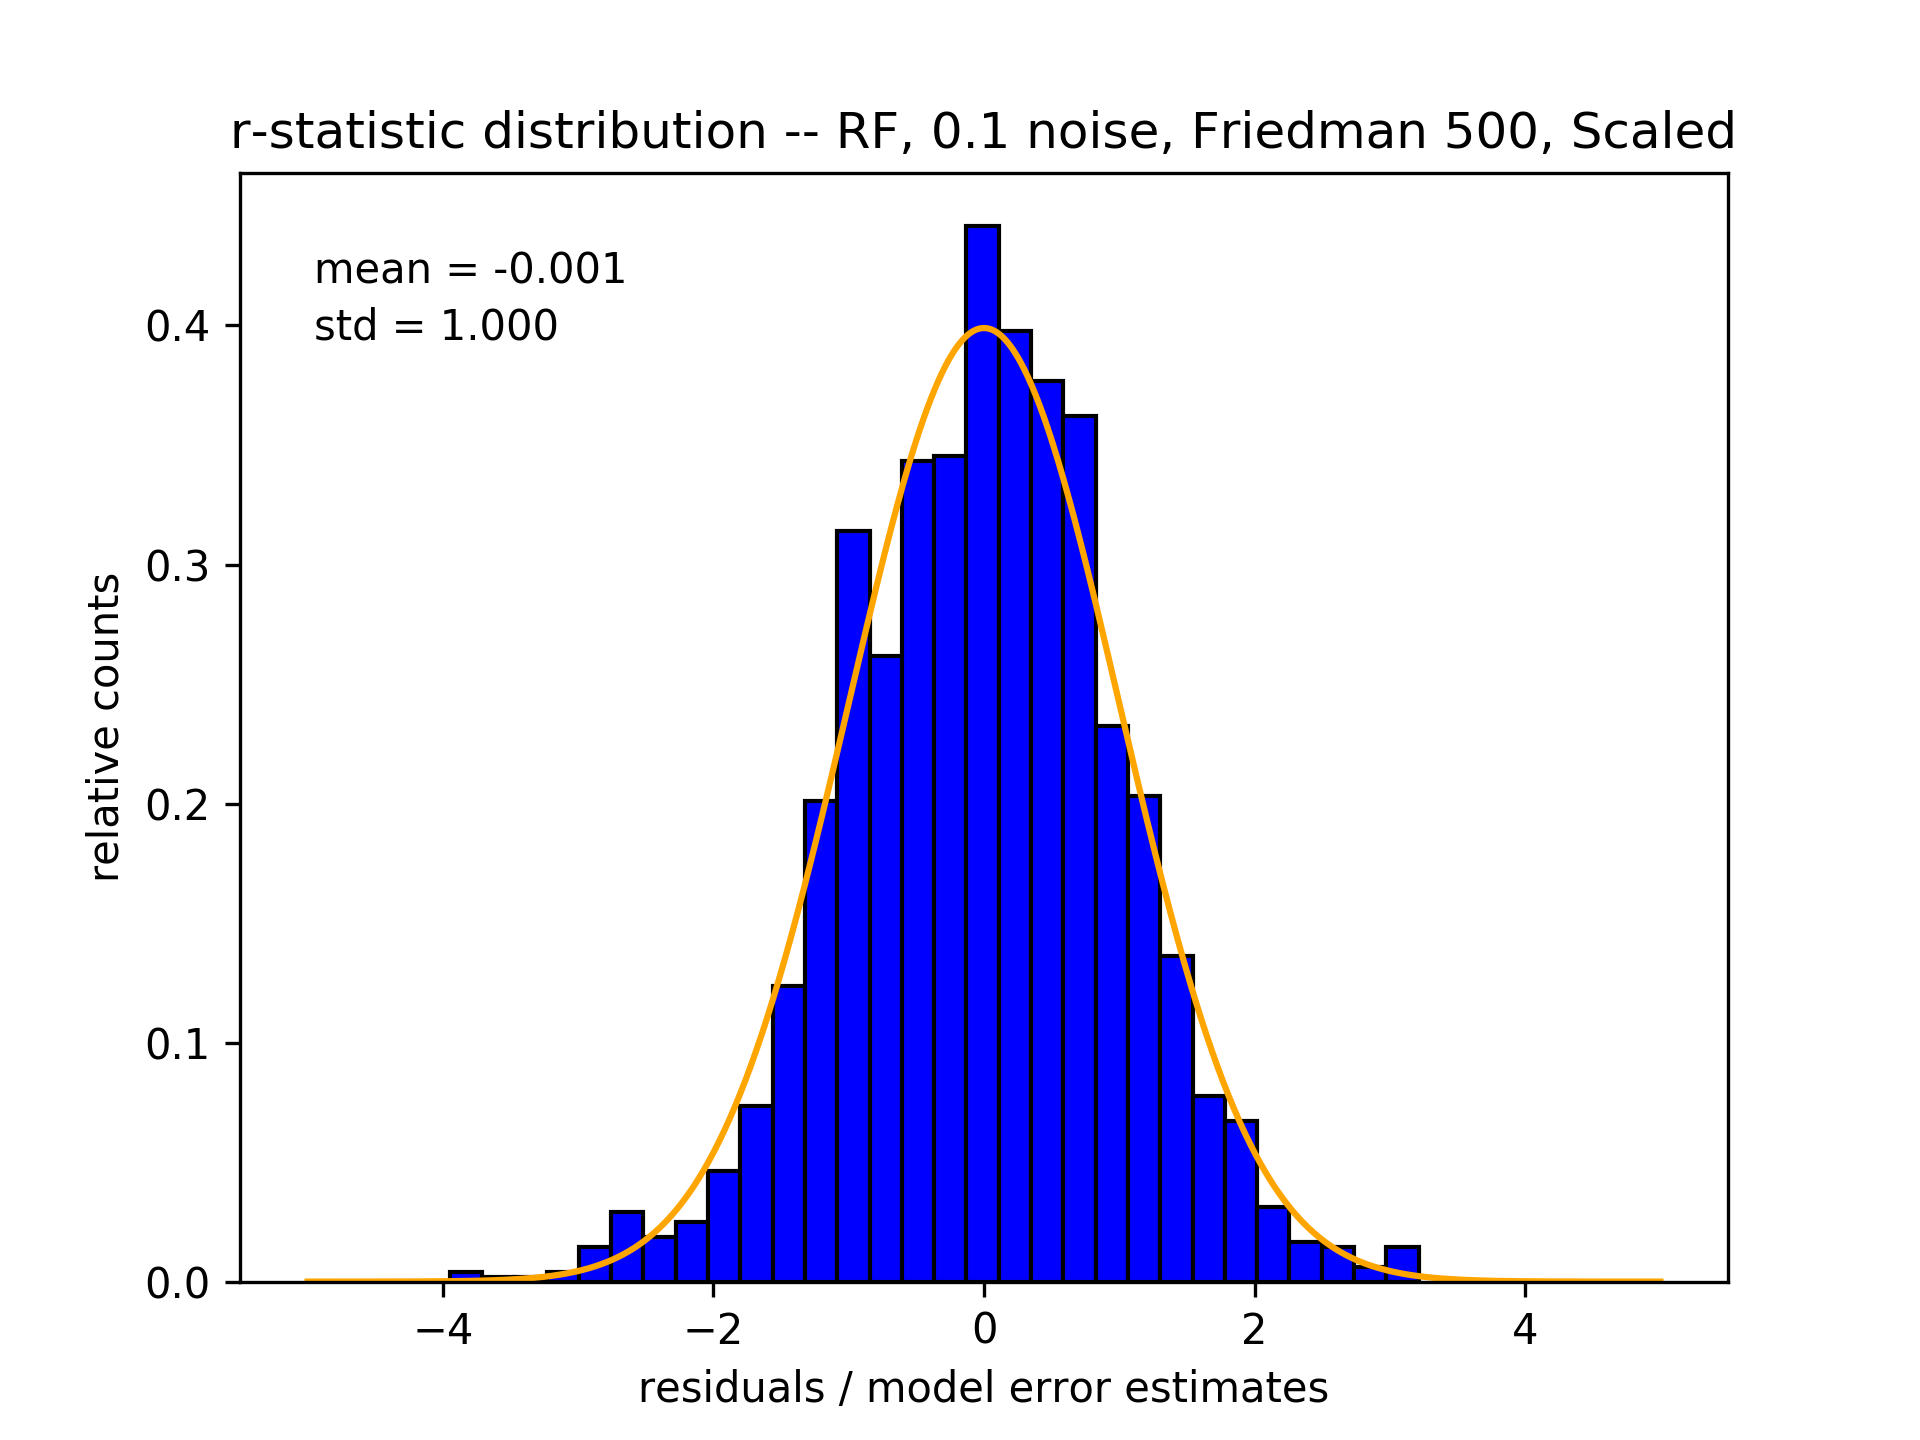 r-statistic distribution -- RF, 0.1 noise, Friedman 500, Scaled
mean = -0.001
std = 1.000
relative counts
0.4
0.3
0.2
0.1
0.0
−4 −2 0 2 4
residuals / model error estimates